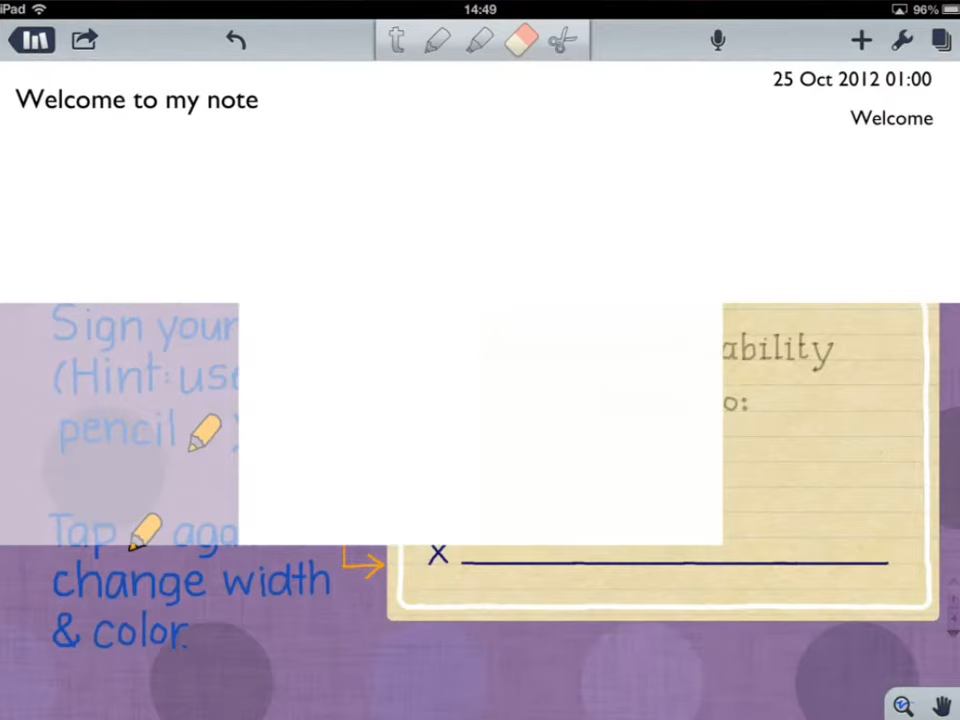 iPad 14:49 96%
t
25 Oct 2012 01:00
Welcome to my note
Welcome
Sign your
ability
(Hint: use
o:
pencil )
Tap aga
X
change width
& color.